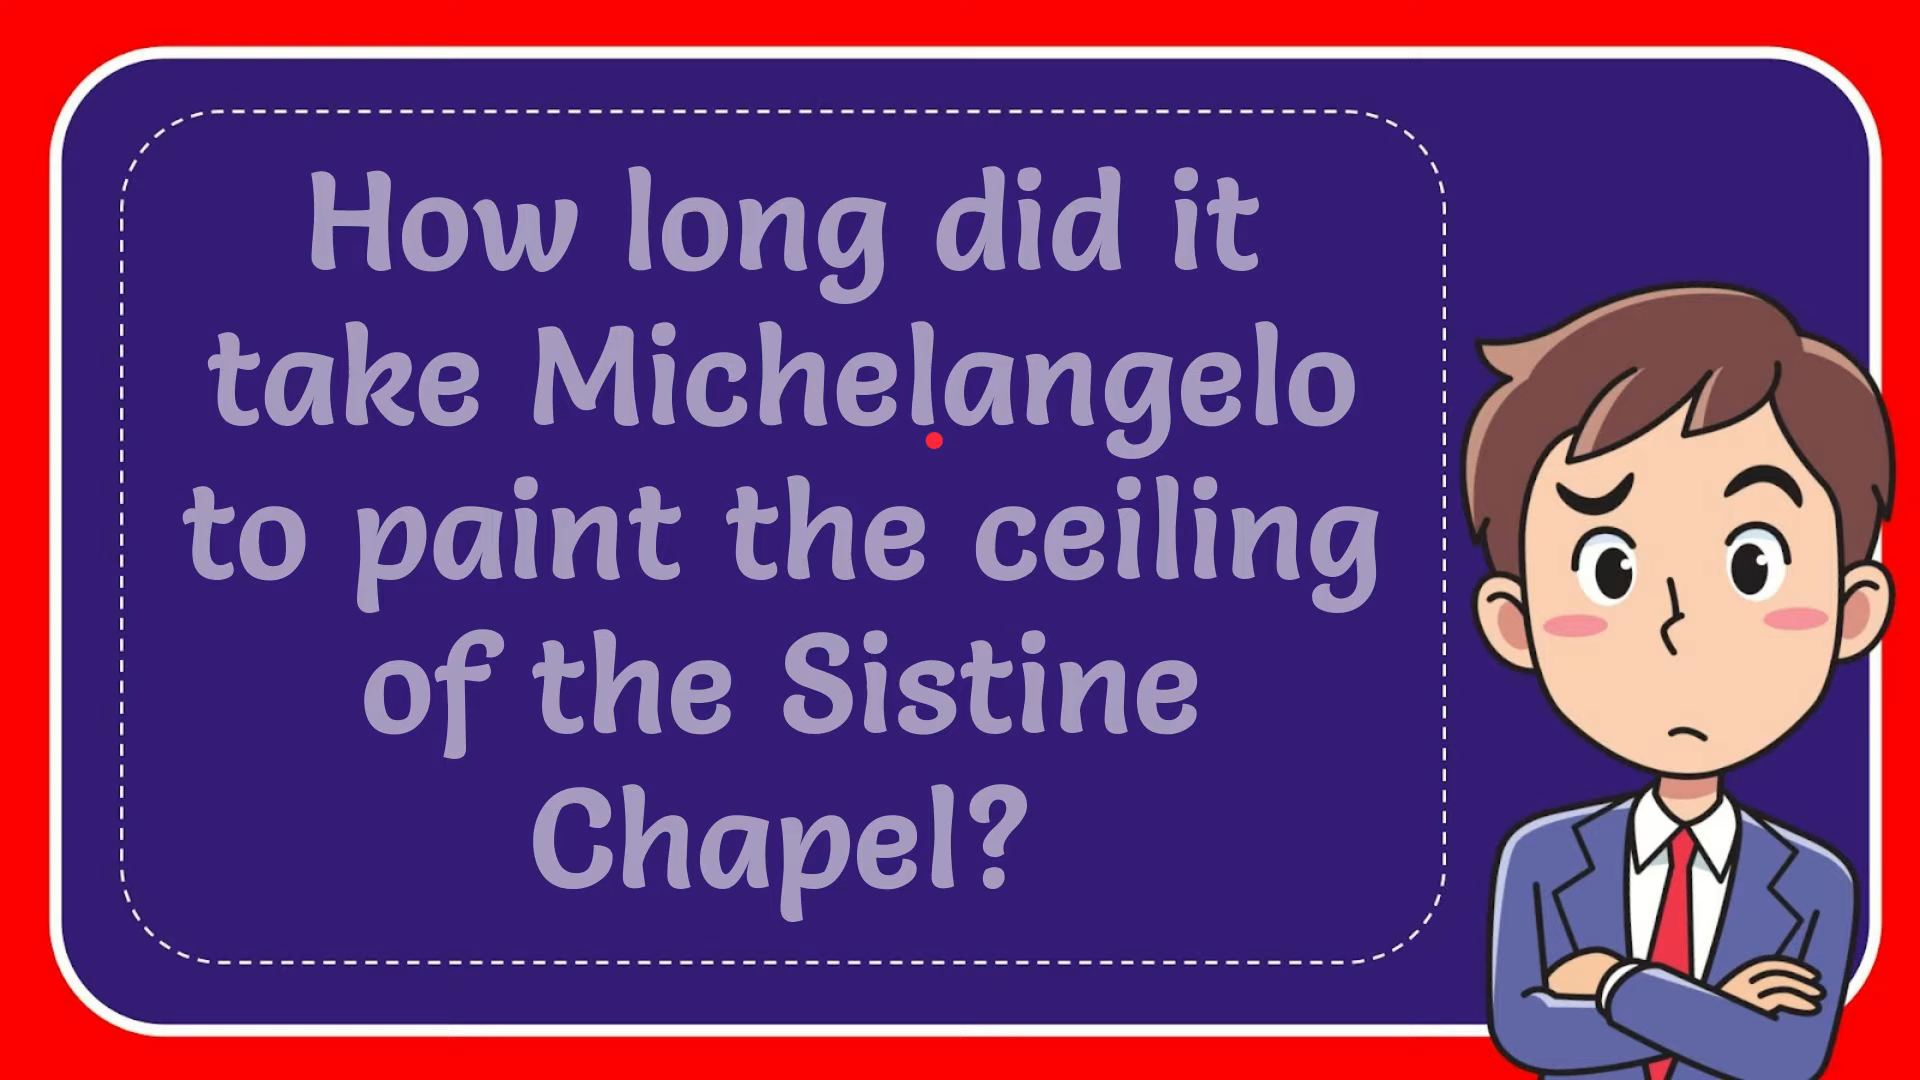 How long did it
take Michelangelo
to paint the ceiling
of the Sistine
Chapel?